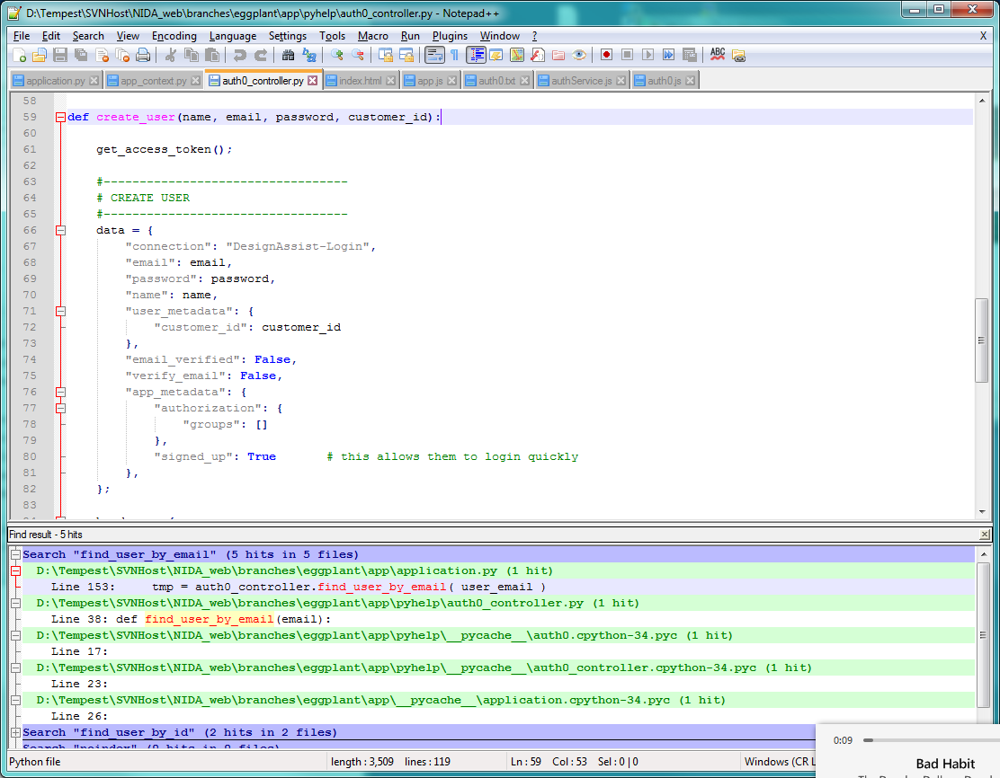 D:\Tempest\SVNHost\NIDA_web\branches\eggplant\app\pyhelp\auth0_controller.py - Notepad++
File Edit Search View Encoding Language Settings Tools Macro Run Plugins Window ? X
ABC
application.py app_context.py auth0_controller.py index.html app.js auth0.txt authService.js auth0.js
58
59 def create_user(name, email, password, customer_id):
60
61 get_access_token();
62
63 #----------------------------------
64 # CREATE USER
65 #----------------------------------
66 data = {
67 "connection": "DesignAssist-Login",
68 "email": email,
69 "password": password,
70 "name": name,
71 "user_metadata": {
72 "customer_id": customer_id
73 },
74 "email_verified": False,
75 "verify_email": False,
76 "app_metadata": {
77 "authorization": {
78 "groups": []
79 },
80 "signed_up": True # this allows them to login quickly
81 },
82 };
83
Find result - 5 hits
Search "find_user_by_email" (5 hits in 5 files)
D:\Tempest\SVNHost\NIDA_web\branches\eggplant\app\application.py (1 hit)
Line 153: tmp = auth0_controller.find_user_by_email( user_email )
D:\Tempest\SVNHost\NIDA_web\branches\eggplant\app\pyhelp\auth0_controller.py (1 hit)
Line 38: def find_user_by_email(email):
D:\Tempest\SVNHost\NIDA_web\branches\eggplant\app\pyhelp\__pycache__\auth0.cpython-34.pyc (1 hit)
Line 17:
D:\Tempest\SVNHost\NIDA_web\branches\eggplant\app\pyhelp\__pycache__\auth0_controller.cpython-34.pyc (1 hit)
Line 23:
D:\Tempest\SVNHost\NIDA_web\branches\eggplant\app\__pycache__\application.cpython-34.pyc (1 hit)
Line 26:
Search "find_user_by_id" (2 hits in 2 files)
0:09
Python file length : 3,509 lines : 119 Ln : 59 Col : 53 Sel : 0 | 0 Windows (CR L
Bad Habit